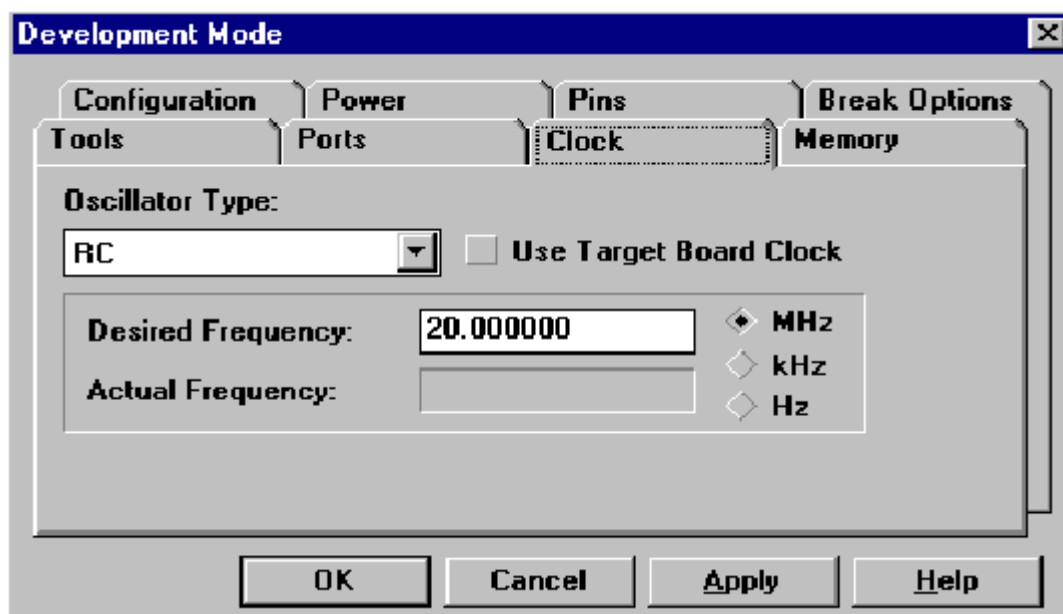 Development Mode
Configuration Power Pins Break Options
Tools Ports Clock Memory
Oscillator Type:
RC Use Target Board Clock
Desired Frequency: 20.000000 MHz
kHz
Actual Frequency:
Hz
OK Cancel Apply Help